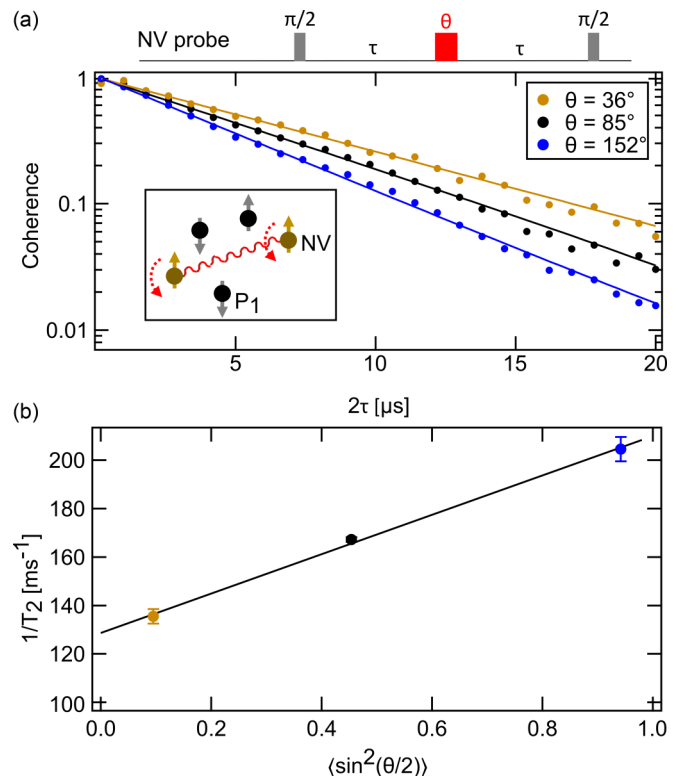 (a)
π/2 θ π/2
NV probe τ τ
1
0.1
0.01
Coherence
θ = 36°
θ = 85°
θ = 152°
NV
P1
5 10 15 20
2τ [μs]
(b)
200
180
160
140
120
100
1/T2 [ms-1]
0.0 0.2 0.4 0.6 0.8 1.0
⟨sin2(θ/2)⟩